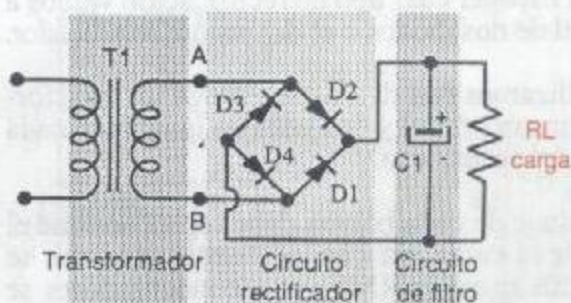 T1
A
D3
D2
D4
D1
B
+
C1
-
RL
carga
Transformador
Circuito
rectificador
Circuito
de filtro